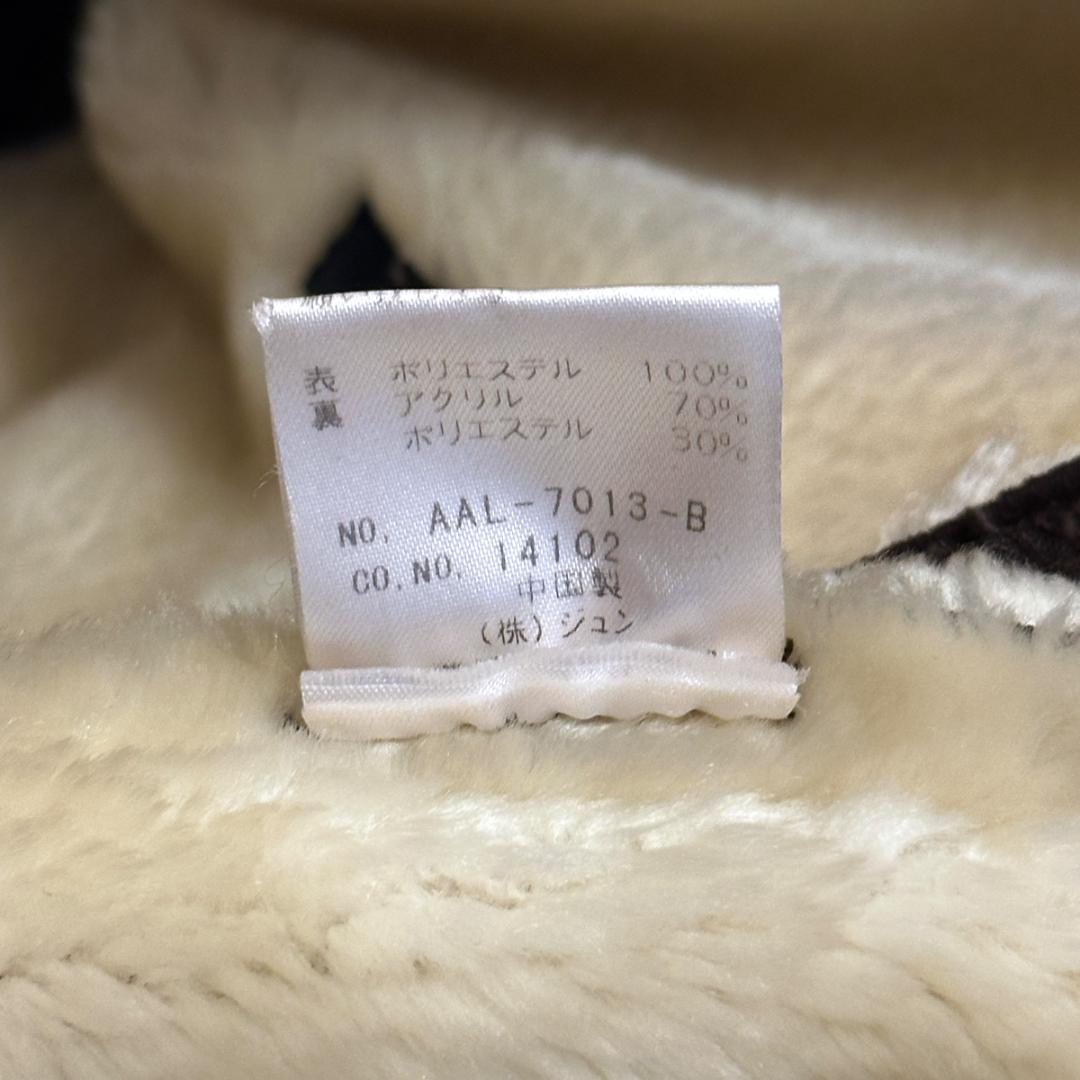 表 ポリエステル 100%
裏 アクリル 70%
ポリエステル 30%
NO. AAL-7013-B
CO.NO. 14102
中国製
(株)ジュン